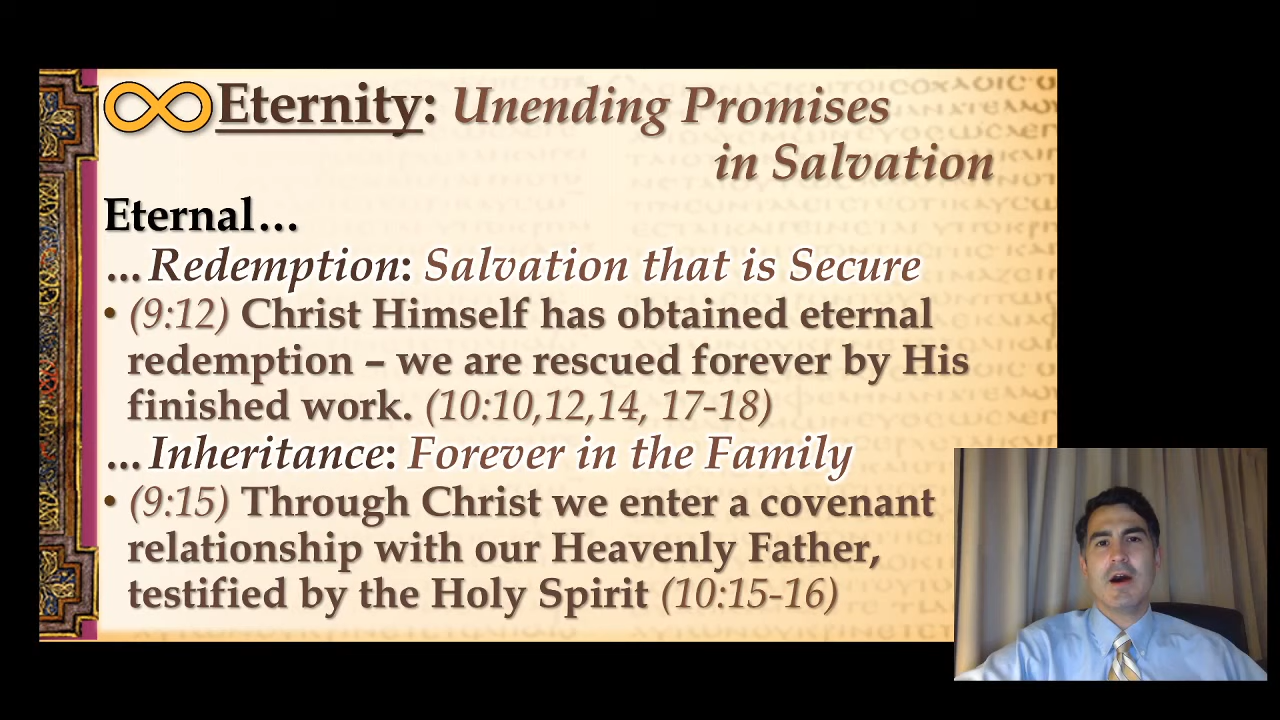 Eternity: Unending Promises
in Salvation
Eternal…
…Redemption: Salvation that is Secure
• (9:12) Christ Himself has obtained eternal
redemption – we are rescued forever by His
finished work. (10:10,12,14, 17-18)
…Inheritance: Forever in the Family
• (9:15) Through Christ we enter a covenant
relationship with our Heavenly Father,
testified by the Holy Spirit (10:15-16)